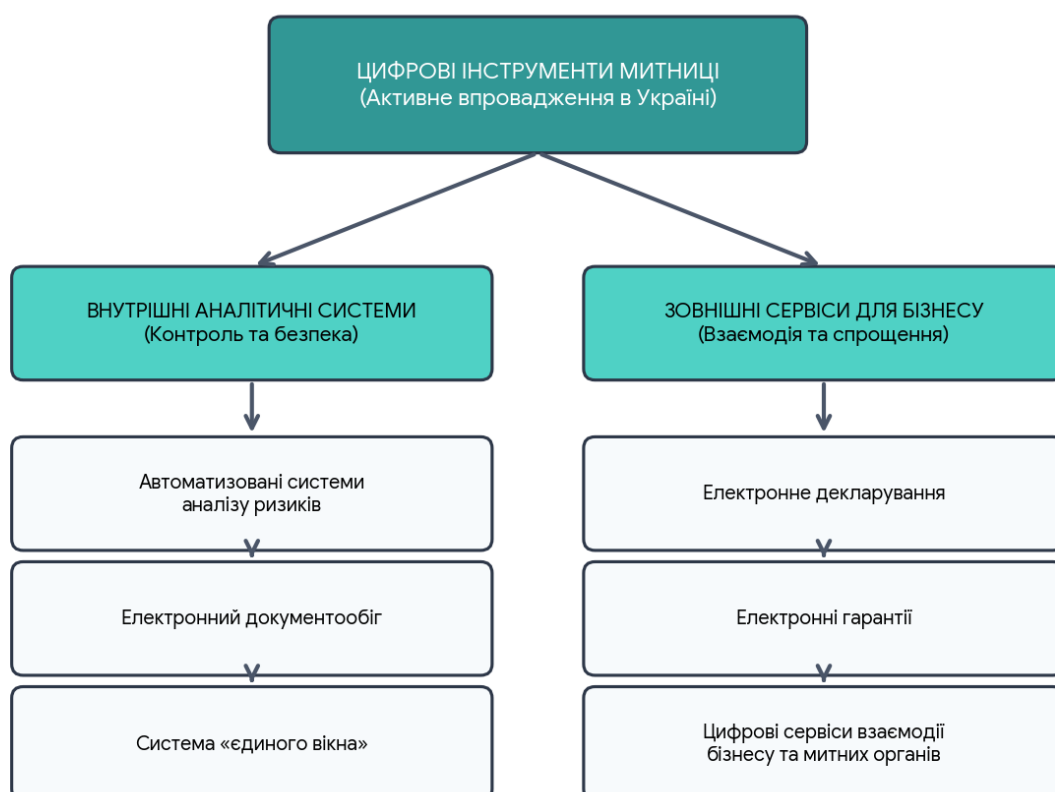 ЦИФРОВІ ІНСТРУМЕНТИ МИТНИЦІ
(Активне впровадження в Україні)
ВНУТРІШНІ АНАЛІТИЧНІ СИСТЕМИ
(Контроль та безпека)
Автоматизовані системи
аналізу ризиків
Електронний документообіг
Система «єдиного вікна»
ЗОВНІШНІ СЕРВІСИ ДЛЯ БІЗНЕСУ
(Взаємодія та спрощення)
Електронне декларування
Електронні гарантії
Цифрові сервіси взаємодії
бізнесу та митних органів